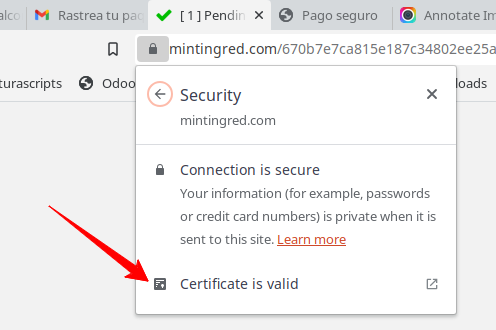 alco
Rastrea tu paq
[ 1 ] Pendin
Pago seguro
Annotate Im
mintingred.com/670b7e7ca815e187c34802ee25a
turascripts
Odoo
loads
Security
mintingred.com
Connection is secure
Your information (for example, passwords
or credit card numbers) is private when it is
sent to this site. Learn more
Certificate is valid